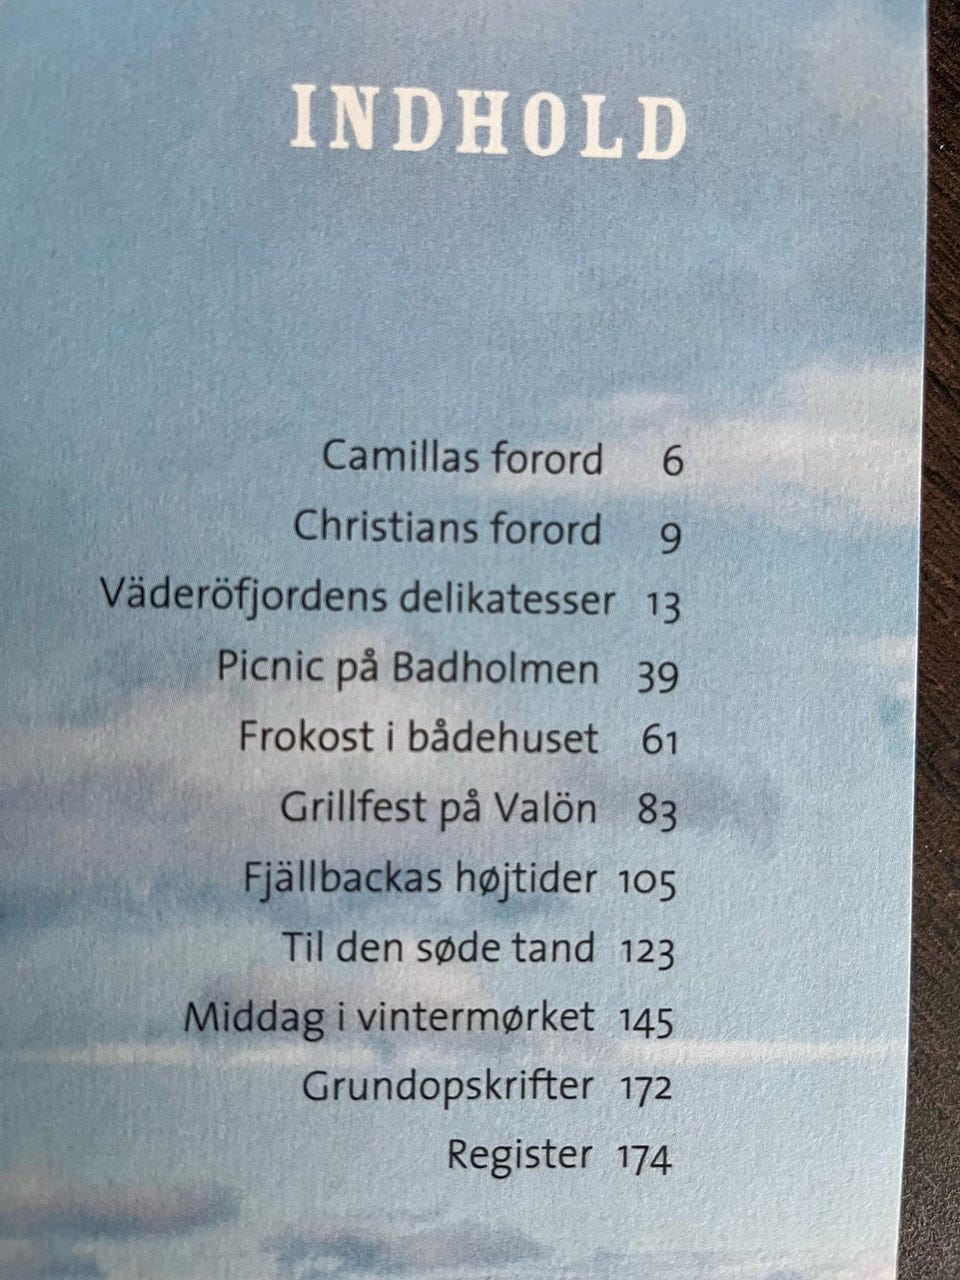 INDHOLD
Camillas forord 6
Christians forord 9
Väderöfjordens delikatesser 13
Picnic på Badholmen 39
Frokost i bådehuset 61
Grillfest på Valön 83
Fjällbackas højtider 105
Til den søde tand 123
Middag i vintermørket 145
Grundopskrifter 172
Register 174